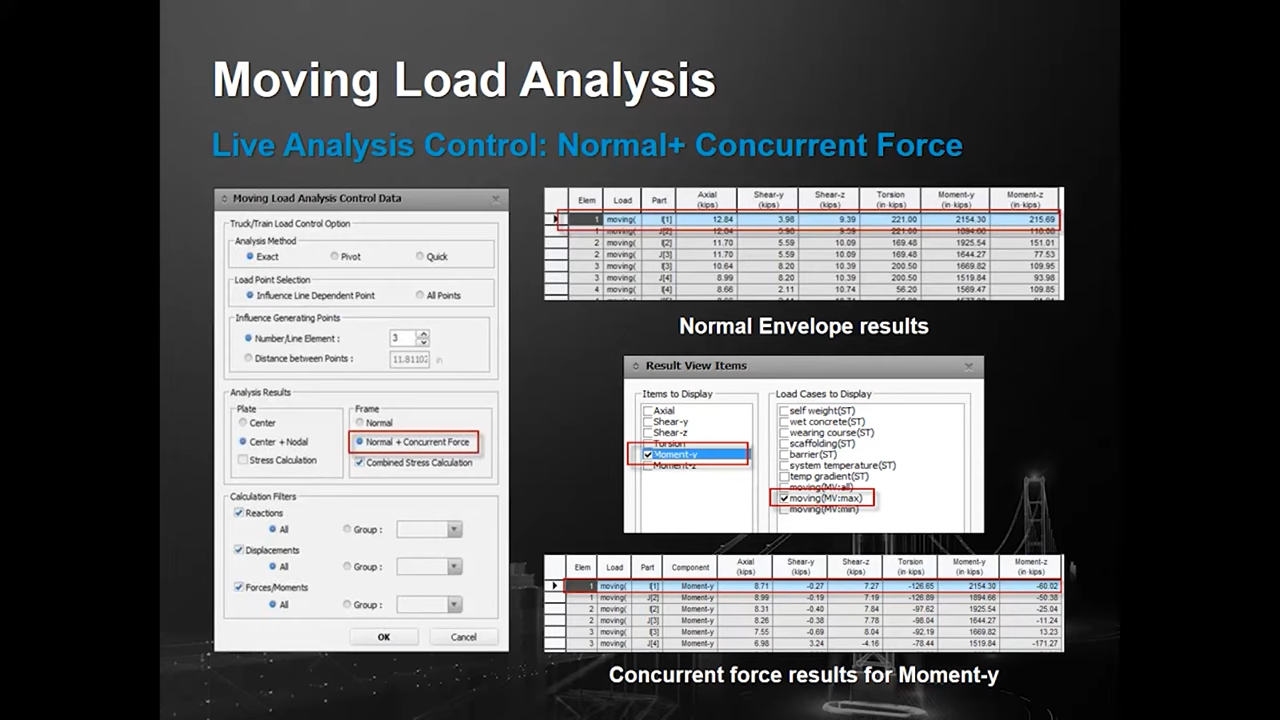 Moving Load Analysis
Live Analysis Control: Normal+ Concurrent Force
Moving Load Analysis Control Data
Truck/Train Load Control Option
Analysis Method
Exact Pivot Quick
Load Point Selection
Influence Line Dependent Point All Points
Influence Generating Points
Number/Line Element : 3
Distance between Points : 11.81102 in
Analysis Results
Plate
Center
Center + Nodal
Stress Calculation
Frame
Normal
Normal + Concurrent Force
Combined Stress Calculation
Calculation Filters
Reactions
All Group :
Displacements
All Group :
Forces/Moments
All Group :
OK Cancel
Elem Load Part Axial (kips) Shear-y (kips) Shear-z (kips) Torsion (in·kips) Moment-y (in·kips) Moment-z (in·kips)
1 moving( I[1] 12.84 3.98 9.39 221.00 2154.30 215.69
1 moving( J[2] 12.84 3.98 9.39 221.00
2 moving( I[2] 11.70 5.59 10.09 169.48 1925.54 151.01
2 moving( J[3] 11.70 5.59 10.09 169.48 1644.27 77.53
3 moving( I[3] 10.64 8.20 10.39 200.50 1669.82 109.95
3 moving( J[4] 8.99 8.20 10.39 200.50 1519.84 93.98
4 moving( I[4] 8.66 2.11 10.74 56.20 1569.47 109.85
Normal Envelope results
Result View Items
Items to Display
Axial
Shear-y
Shear-z
Torsion
Moment-y
Moment-z
Load Cases to Display
self weight(ST)
wet concrete(ST)
wearing course(ST)
scaffolding(ST)
barrier(ST)
system temperature(ST)
temp gradient(ST)
moving(MV:all)
moving(MV:max)
moving(MV:min)
Elem Load Part Component Axial (kips) Shear-y (kips) Shear-z (kips) Torsion (in·kips) Moment-y (in·kips) Moment-z (in·kips)
1 moving( I[1] Moment-y 8.71 -0.27 7.27 -126.65 2154.30 -60.02
1 moving( J[2] Moment-y 8.99 -0.19 7.19 -126.89 1894.66 -50.38
2 moving( I[2] Moment-y 8.31 -0.40 7.84 -97.62 1925.54 -25.04
2 moving( J[3] Moment-y 8.26 -0.38 7.78 -98.04 1644.27 -11.24
3 moving( I[3] Moment-y 7.55 -0.69 8.04 -92.19 1669.82 13.23
3 moving( J[4] Moment-y 6.98 3.24 -4.16 -78.44 1519.84 -171.27
Concurrent force results for Moment-y